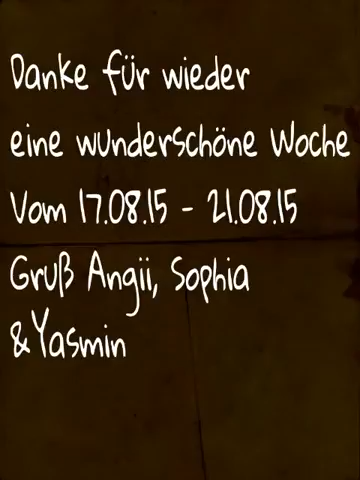 Danke für wieder
eine wunderschöne Woche
Vom 17.08.15 - 21.08.15
Gruß Angii, Sophia
&Yasmin